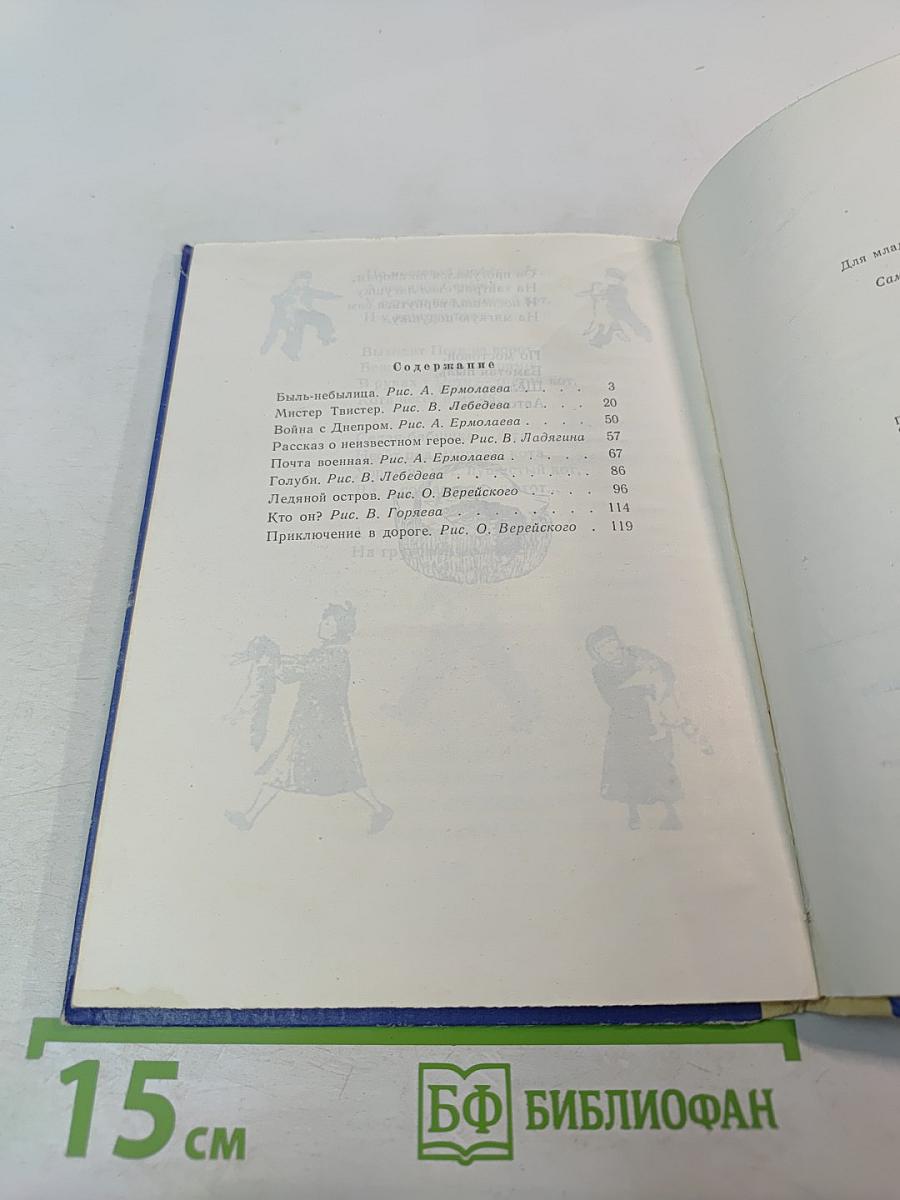 Содержание
Быль-небылица. Рис. А. Ермолаева . . . . 3
Мистер Твистер. Рис. В. Лебедева . . . . 20
Война с Днепром. Рис. А. Ермолаева . . . . 50
Рассказ о неизвестном герое. Рис. В. Ладягина 57
Почта военная. Рис. А. Ермолаева . . . . . 67
Голуби. Рис. В. Лебедева . . . . . . . . 86
Ледяной остров. Рис. О. Верейского . . . . 96
Кто он? Рис. В. Горяева . . . . . . . . 114
Приключение в дороге. Рис. О. Верейского . 119
Для
15 см
БФ БИБЛИОФАН